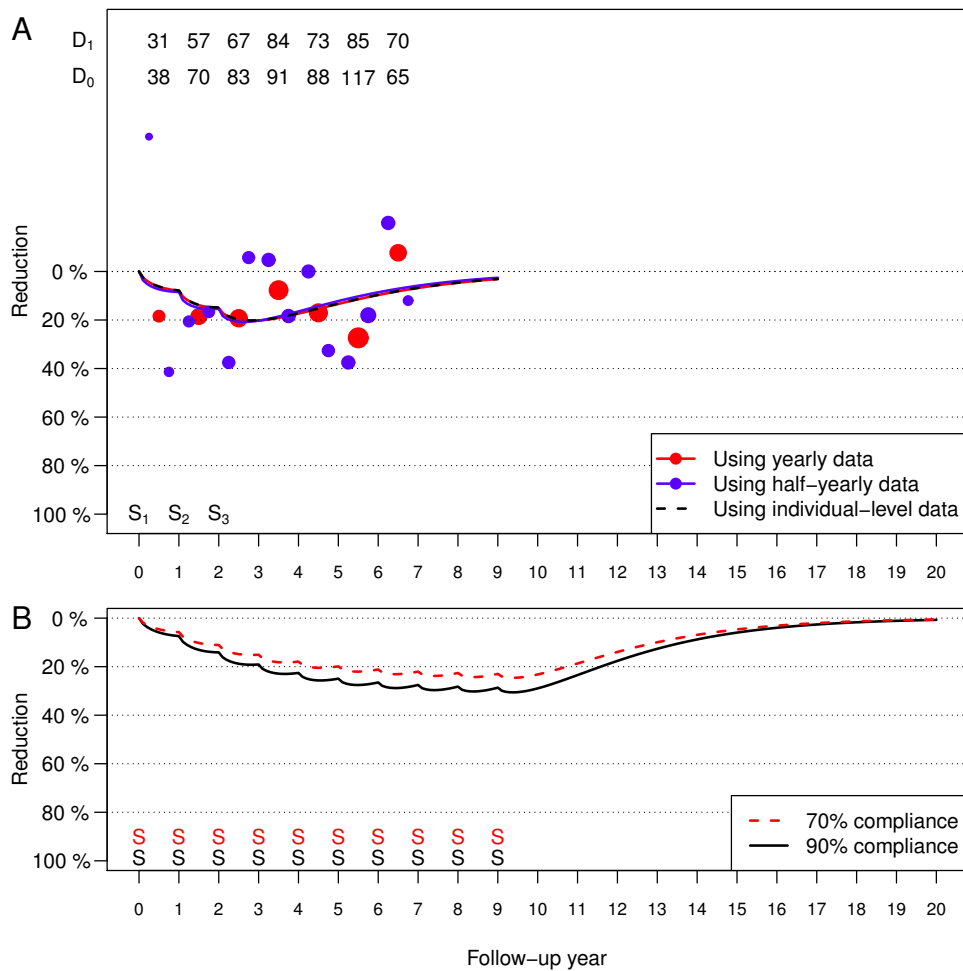 A
D1 31 57 67 84 73 85 70
D0 38 70 83 91 88 117 65
Reduction
0 %
20 %
40 %
60 %
80 %
100 %
S1 S2 S3
Using yearly data
Using half−yearly data
Using individual−level data
0 1 2 3 4 5 6 7 8 9 10 11 12 13 14 15 16 17 18 19 20
B
Reduction
0 %
20 %
40 %
60 %
80 %
100 %
S S S S S S S S S S
S S S S S S S S S S
70% compliance
90% compliance
0 1 2 3 4 5 6 7 8 9 10 11 12 13 14 15 16 17 18 19 20
Follow−up year